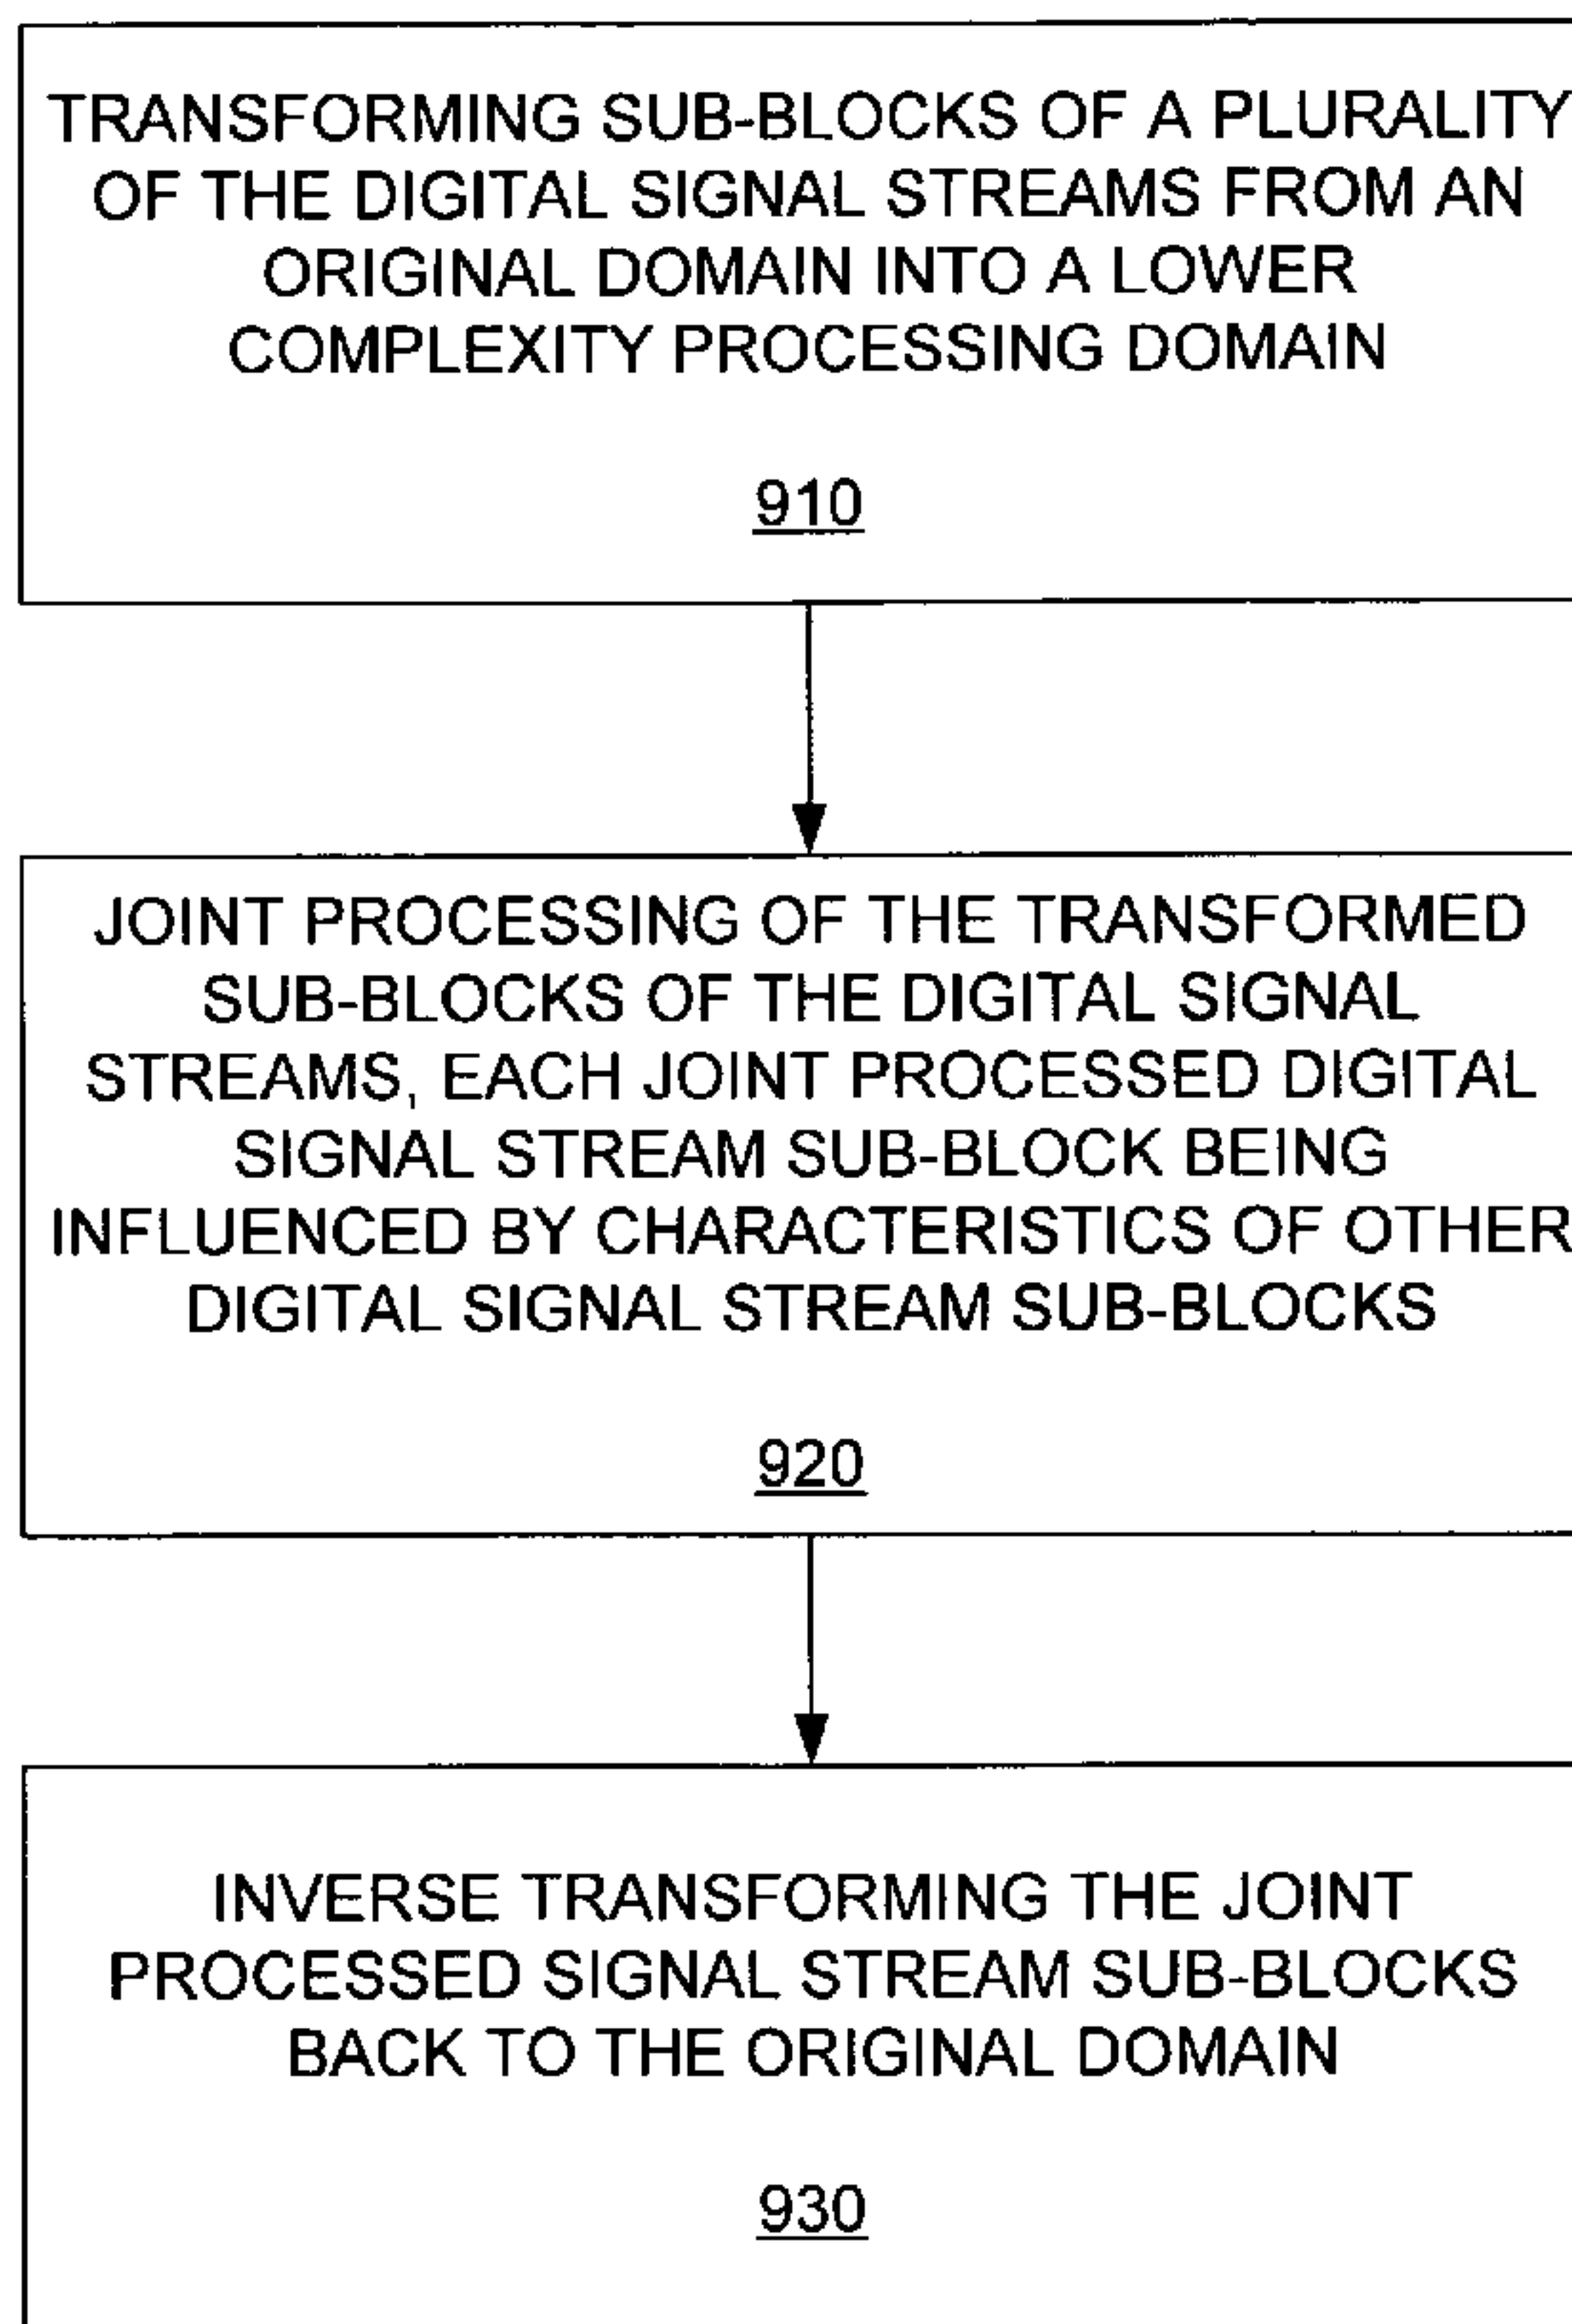 TRANSFORMING SUB-BLOCKS OF A PLURALITY
OF THE DIGITAL SIGNAL STREAMS FROM AN
ORIGINAL DOMAIN INTO A LOWER
COMPLEXITY PROCESSING DOMAIN
910
JOINT PROCESSING OF THE TRANSFORMED
SUB-BLOCKS OF THE DIGITAL SIGNAL
STREAMS, EACH JOINT PROCESSED DIGITAL
SIGNAL STREAM SUB-BLOCK BEING
INFLUENCED BY CHARACTERISTICS OF OTHER
DIGITAL SIGNAL STREAM SUB-BLOCKS
920
INVERSE TRANSFORMING THE JOINT
PROCESSED SIGNAL STREAM SUB-BLOCKS
BACK TO THE ORIGINAL DOMAIN
930